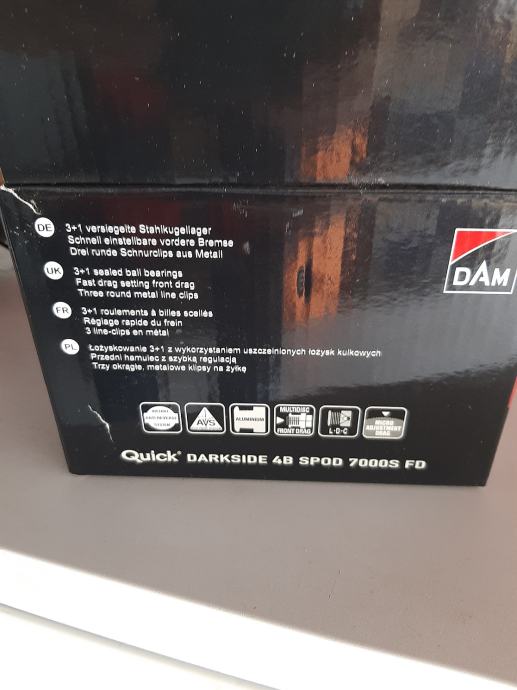 DE
3+1 versiegelte Stahlkugellager
Schnell einstellbare vordere Bremse
Drei runde Schnurclips aus Metall
UK
3+1 sealed ball bearings
Fast drag setting front drag
Three round metal line clips
FR
3+1 roulements à billes scellés
Réglage rapide du frein
3 line-clips en métal
PL
Łożyskowanie 3+1 z wykorzystaniem uszczelnionych łożysk kulkowych
Przedni hamulec z szybką regulacją
Trzy okrągłe, metalowe klipsy na żyłkę
DAM
INSTANT
ANTI-REVERSE
SYSTEM
AVS
ALUMINIUM
MULTIDISC
FRONT DRAG
L-O-C
MICRO
ADJUSTMENT
DRAG
Quick® DARKSIDE 4B SPOD 7000S FD